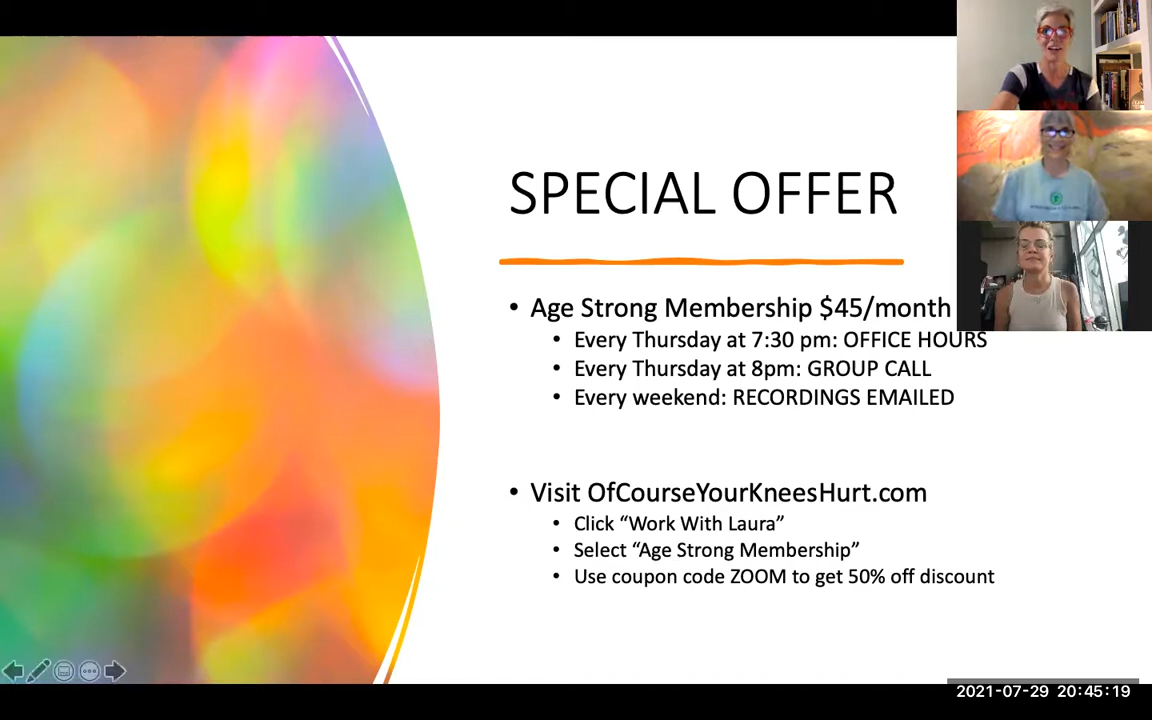 SPECIAL OFFER
• Age Strong Membership $45/month
• Every Thursday at 7:30 pm: OFFICE HOURS
• Every Thursday at 8pm: GROUP CALL
• Every weekend: RECORDINGS EMAILED
• Visit OfCourseYourKneesHurt.com
• Click “Work With Laura”
• Select “Age Strong Membership”
• Use coupon code ZOOM to get 50% off discount
2021-07-29 20:45:19